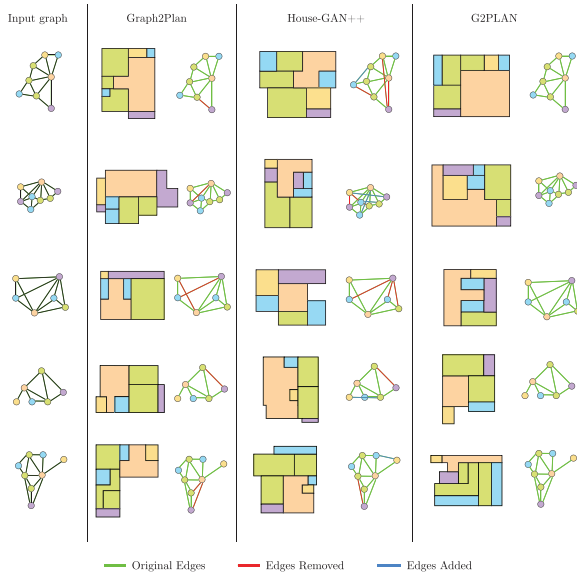 Input graph
Graph2Plan
House-GAN++
G2PLAN
Original Edges
Edges Removed
Edges Added